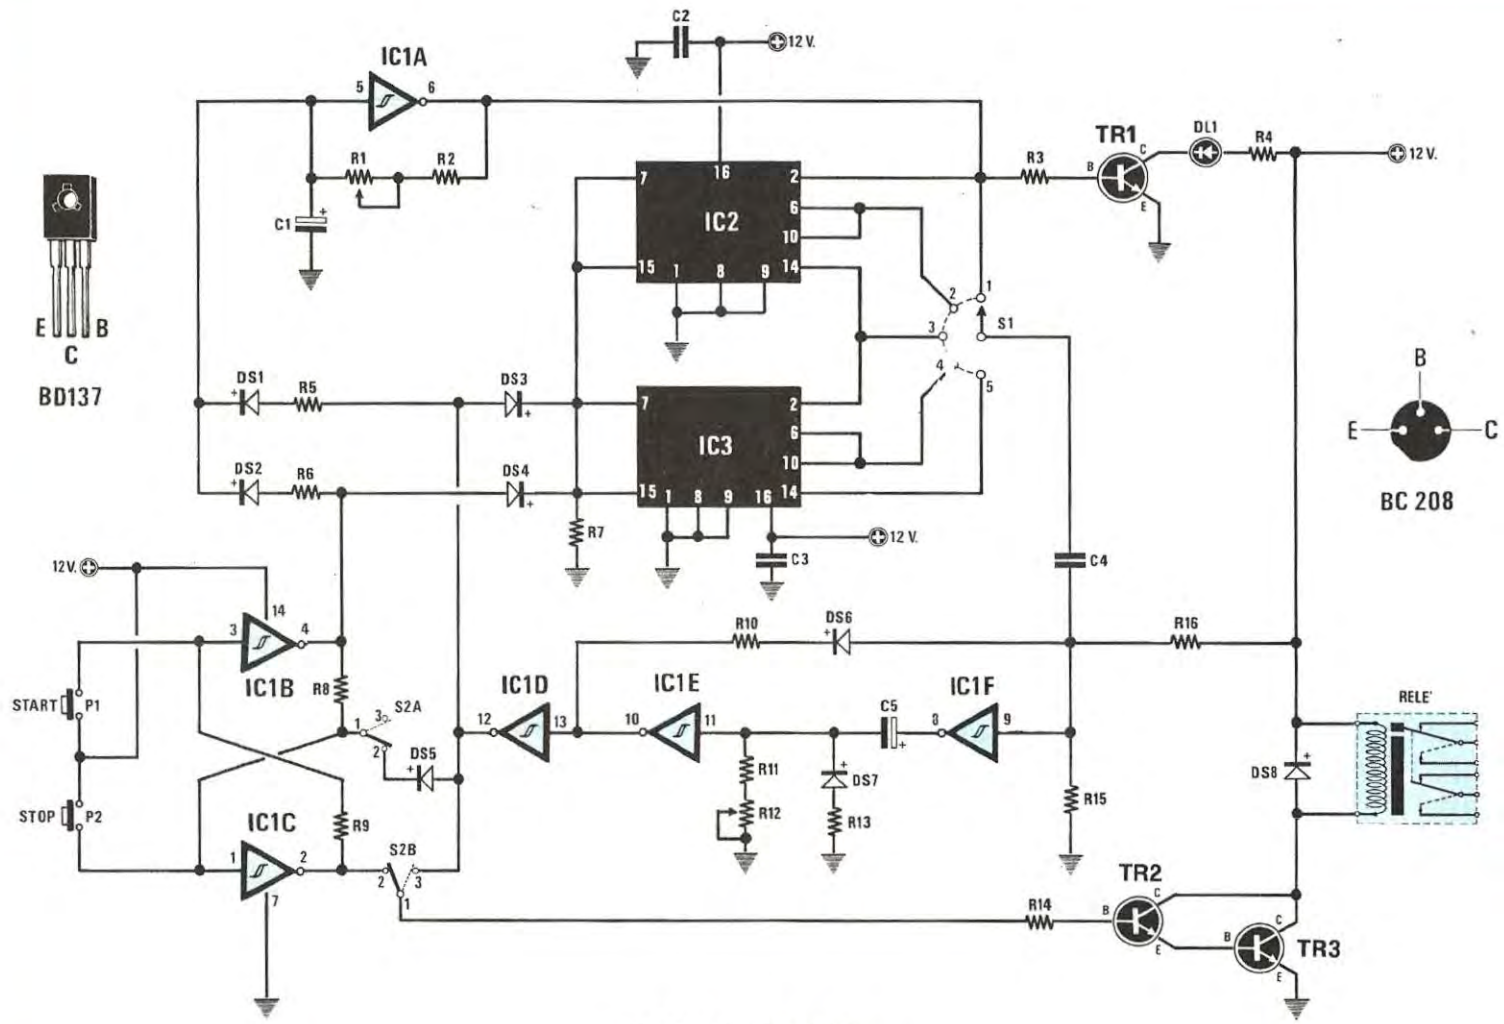 C2
12 V.
IC1A
5
6
R1
R2
C1
+
TR1
DL1
R4
R3
B
C
E
12 V.
16
7
2
6
IC2
10
15
1
8
9
14
2
1
3
S1
4
5
E
B
C
BD137
DS1
+
R5
DS3
+
7
2
6
IC3
10
DS2
+
R6
DS4
+
15
1
8
9
16
14
R7
C3
12 V.
C4
B
E
C
BC 208
12V.
14
3
4
IC1B
R8
START
P1
STOP
P2
1
3
S2A
2
DS5
+
IC1D
12
13
R10
DS6
+
IC1E
10
11
C5
+
IC1F
8
9
R16
R11
R12
DS7
+
R13
R15
RELE'
DS8
+
IC1C
1
2
7
R9
S2B
2
3
1
R14
TR2
B
C
E
TR3
B
C
E